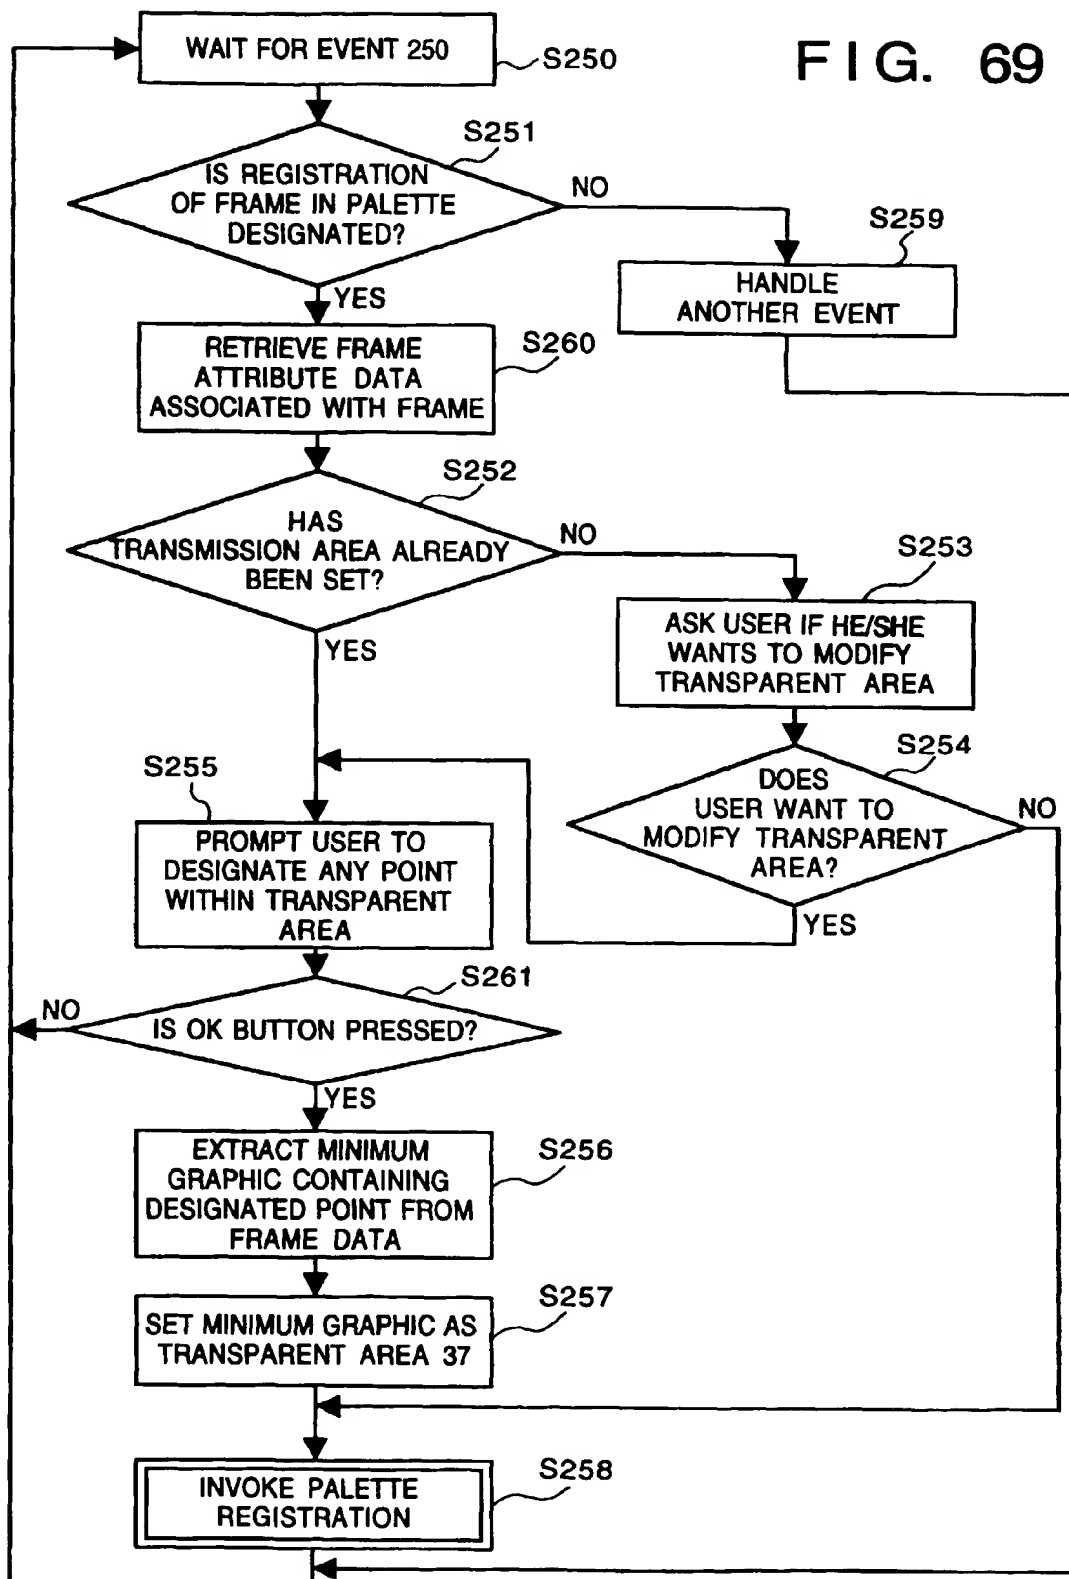 FIG. 69
WAIT FOR EVENT 250
S250
S251
IS REGISTRATION
OF FRAME IN PALETTE
DESIGNATED?
NO
YES
S259
HANDLE
ANOTHER EVENT
RETRIEVE FRAME
ATTRIBUTE DATA
ASSOCIATED WITH FRAME
S260
S252
HAS
TRANSMISSION AREA ALREADY
BEEN SET?
NO
YES
S253
ASK USER IF HE/SHE
WANTS TO MODIFY
TRANSPARENT AREA
S254
DOES
USER WANT TO
MODIFY TRANSPARENT
AREA?
NO
YES
S255
PROMPT USER TO
DESIGNATE ANY POINT
WITHIN TRANSPARENT
AREA
S261
NO
IS OK BUTTON PRESSED?
YES
EXTRACT MINIMUM
GRAPHIC CONTAINING
DESIGNATED POINT FROM
FRAME DATA
S256
S257
SET MINIMUM GRAPHIC AS
TRANSPARENT AREA 37
S258
INVOKE PALETTE
REGISTRATION